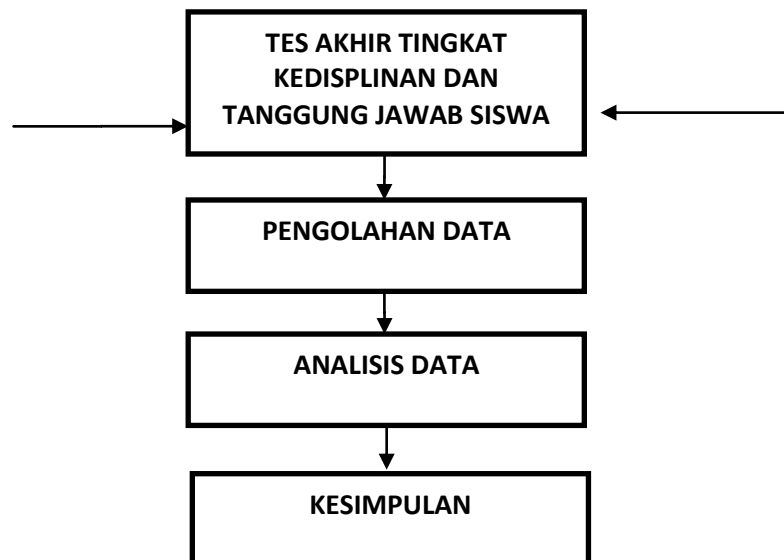 TES AKHIR TINGKAT
KEDISPLINAN DAN
TANGGUNG JAWAB SISWA
PENGOLAHAN DATA
ANALISIS DATA
KESIMPULAN